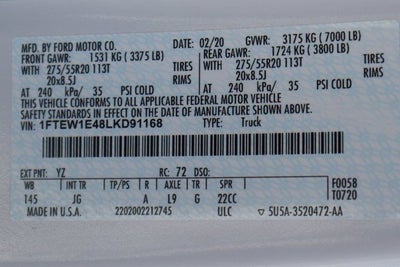 MFD. BY FORD MOTOR CO. 02/20 GVWR: 3175 KG ( 7000 LB)
FRONT GAWR: 1531 KG ( 3375 LB) REAR GAWR: 1724 KG ( 3800 LB)
WITH 275/55R20 113T TIRES WITH 275/55R20 113T TIRES
20x8.5J RIMS 20x8.5J RIMS
AT 240 kPa/ 35 PSI COLD AT 240 kPa/ 35 PSI COLD
THIS VEHICLE CONFORMS TO ALL APPLICABLE FEDERAL MOTOR VEHICLE
SAFETY STANDARDS IN EFFECT ON THE DATE OF MANUFACTURE SHOWN ABOVE.
VIN: 1FTEW1E48LKD91168 TYPE: Truck
EXT PNT: YZ RC: 72 DSO: F0058
WB INT TR TP/PS R AXLE TR SPR T0720
145 JG A L9 G 22CC
MADE IN U.S.A. 2202002212745 ULC 5U5A-3520472-AA